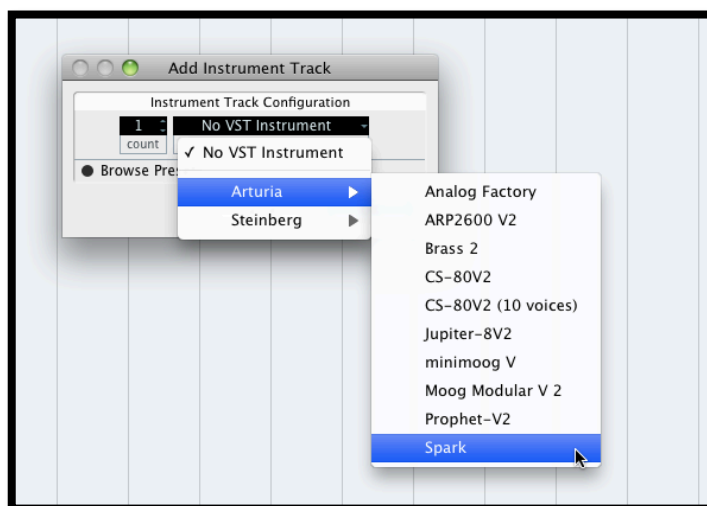 Add Instrument Track
Instrument Track Configuration
1 No VST Instrument
count
✓ No VST Instrument
Browse Pre
Arturia
Steinberg
Analog Factory
ARP2600 V2
Brass 2
CS-80V2
CS-80V2 (10 voices)
Jupiter-8V2
minimoog V
Moog Modular V 2
Prophet-V2
Spark